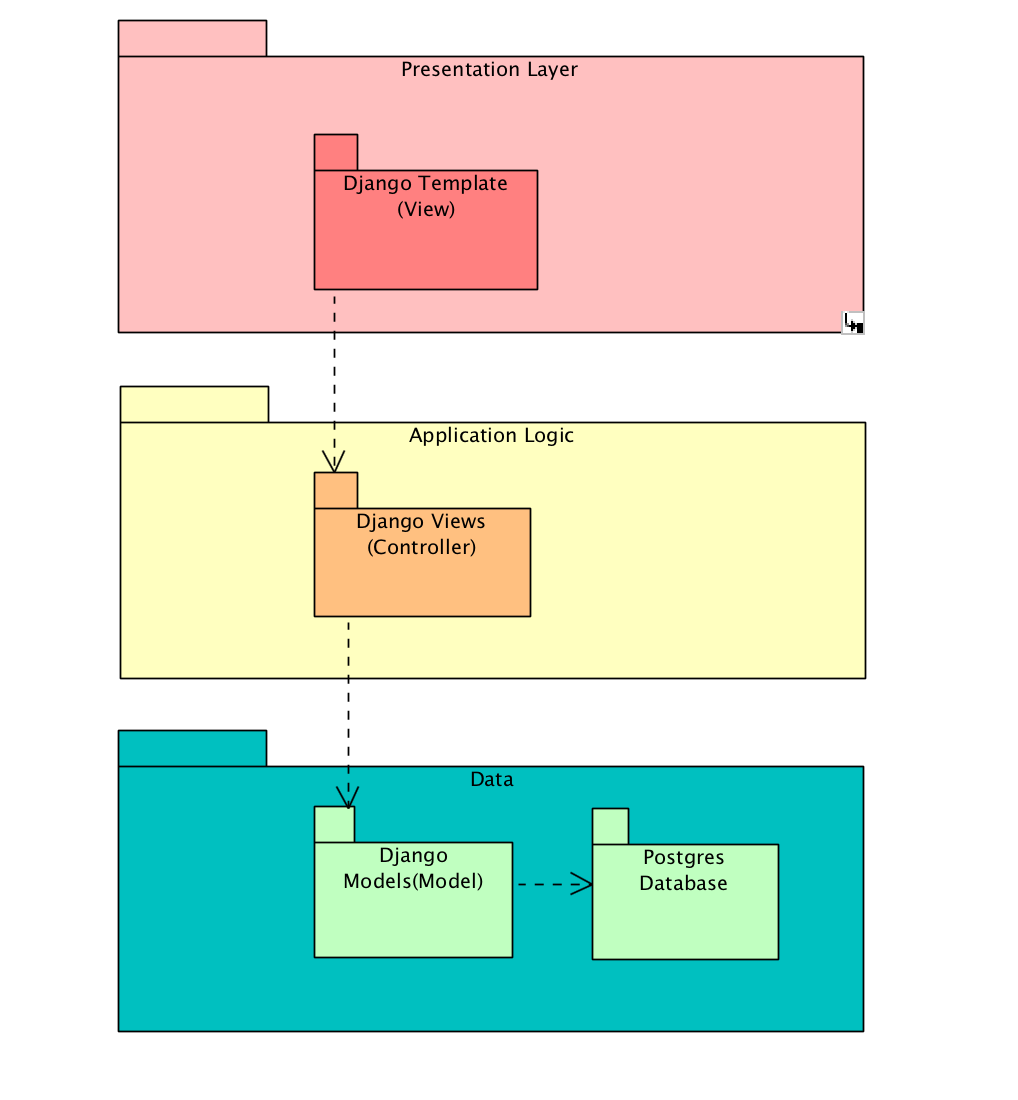 Presentation Layer
Django Template
(View)
Application Logic
Django Views
(Controller)
Data
Django
Models(Model)
Postgres
Database